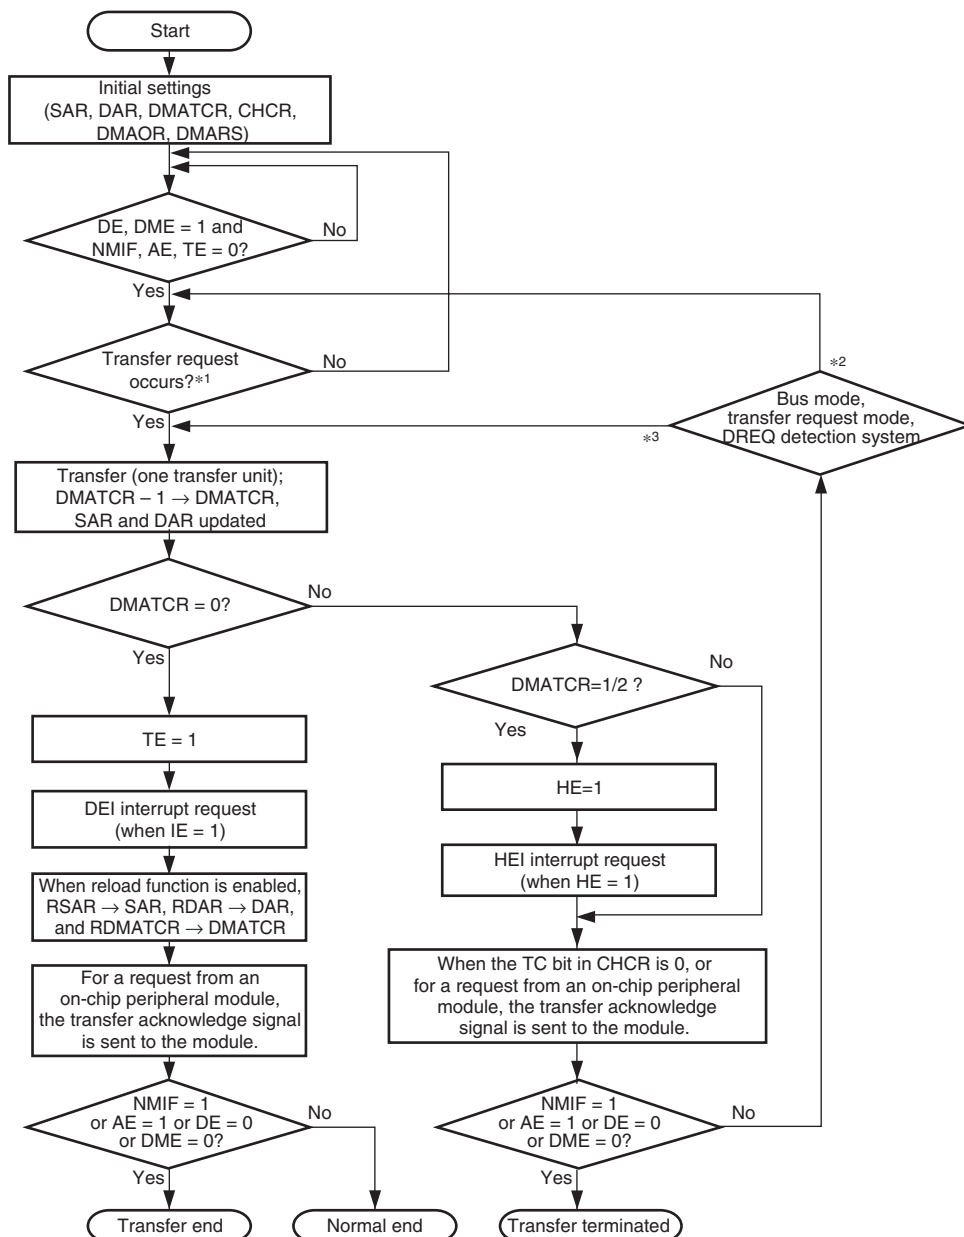 Start
Initial settings
(SAR, DAR, DMATCR, CHCR,
DMAOR, DMARS)
DE, DME = 1 and
NMIF, AE, TE = 0?
No
Yes
Transfer request
occurs?*1
No
Yes
*2
Bus mode,
transfer request mode,
DREQ detection system
*3
Transfer (one transfer unit);
DMATCR – 1 → DMATCR,
SAR and DAR updated
DMATCR = 0?
No
Yes
DMATCR=1/2 ?
No
Yes
TE = 1
HE=1
DEI interrupt request
(when IE = 1)
HEI interrupt request
(when HE = 1)
When reload function is enabled,
RSAR → SAR, RDAR → DAR,
and RDMATCR → DMATCR
For a request from an
on-chip peripheral module,
the transfer acknowledge signal
is sent to the module.
When the TC bit in CHCR is 0, or
for a request from an on-chip peripheral
module, the transfer acknowledge
signal is sent to the module.
NMIF = 1
or AE = 1 or DE = 0
or DME = 0?
No
Yes
NMIF = 1
or AE = 1 or DE = 0
or DME = 0?
No
Yes
Transfer end
Normal end
Transfer terminated